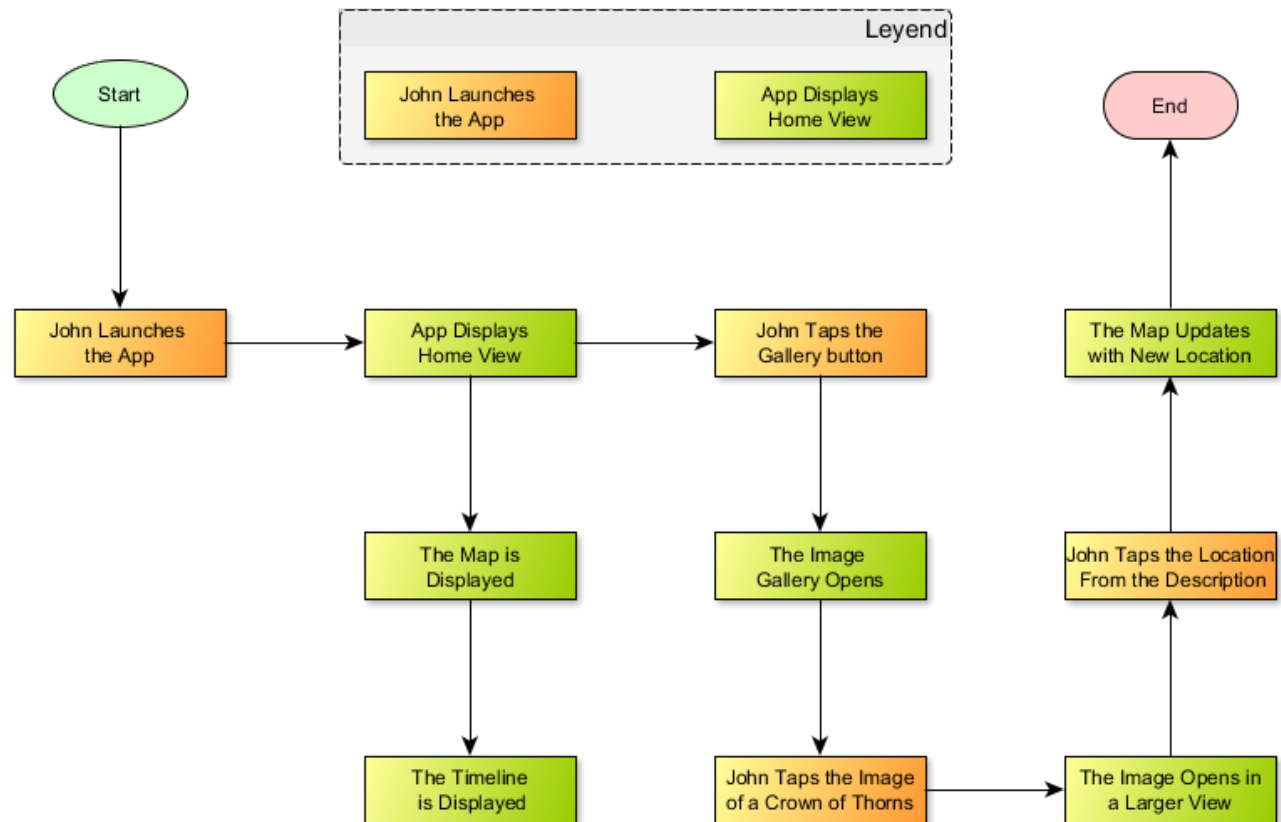 Leyend
Start
John Launches
the App
App Displays
Home View
End
John Launches
the App
App Displays
Home View
John Taps the
Gallery button
The Map Updates
with New Location
The Map is
Displayed
The Image
Gallery Opens
John Taps the Location
From the Description
The Timeline
is Displayed
John Taps the Image
of a Crown of Thorns
The Image Opens in
a Larger View